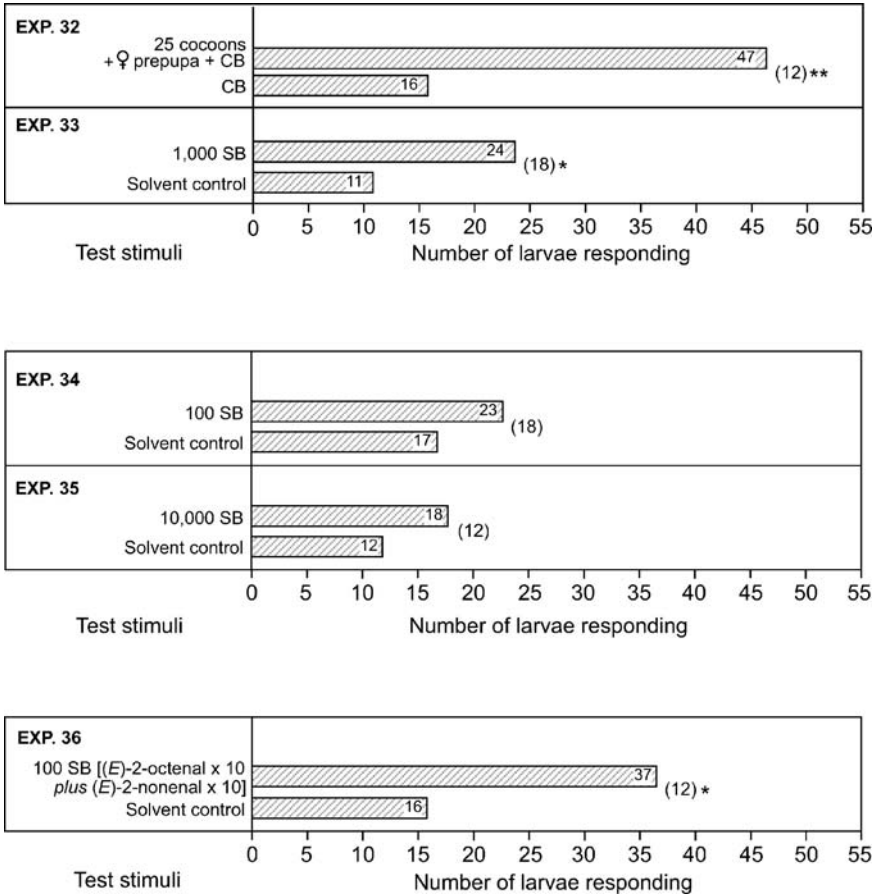 EXP. 32
25 cocoons
+ ♀ prepupa + CB
47
(12) **
CB
16
EXP. 33
1,000 SB
24
(18) *
Solvent control
11
0 5 10 15 20 25 30 35 40 45 50 55
Test stimuli
Number of larvae responding
EXP. 34
100 SB
23
(18)
Solvent control
17
EXP. 35
10,000 SB
18
(12)
Solvent control
12
0 5 10 15 20 25 30 35 40 45 50 55
Test stimuli
Number of larvae responding
EXP. 36
100 SB [(E)-2-octenal x 10
plus (E)-2-nonenal x 10]
37
(12) *
Solvent control
16
0 5 10 15 20 25 30 35 40 45 50 55
Test stimuli
Number of larvae responding